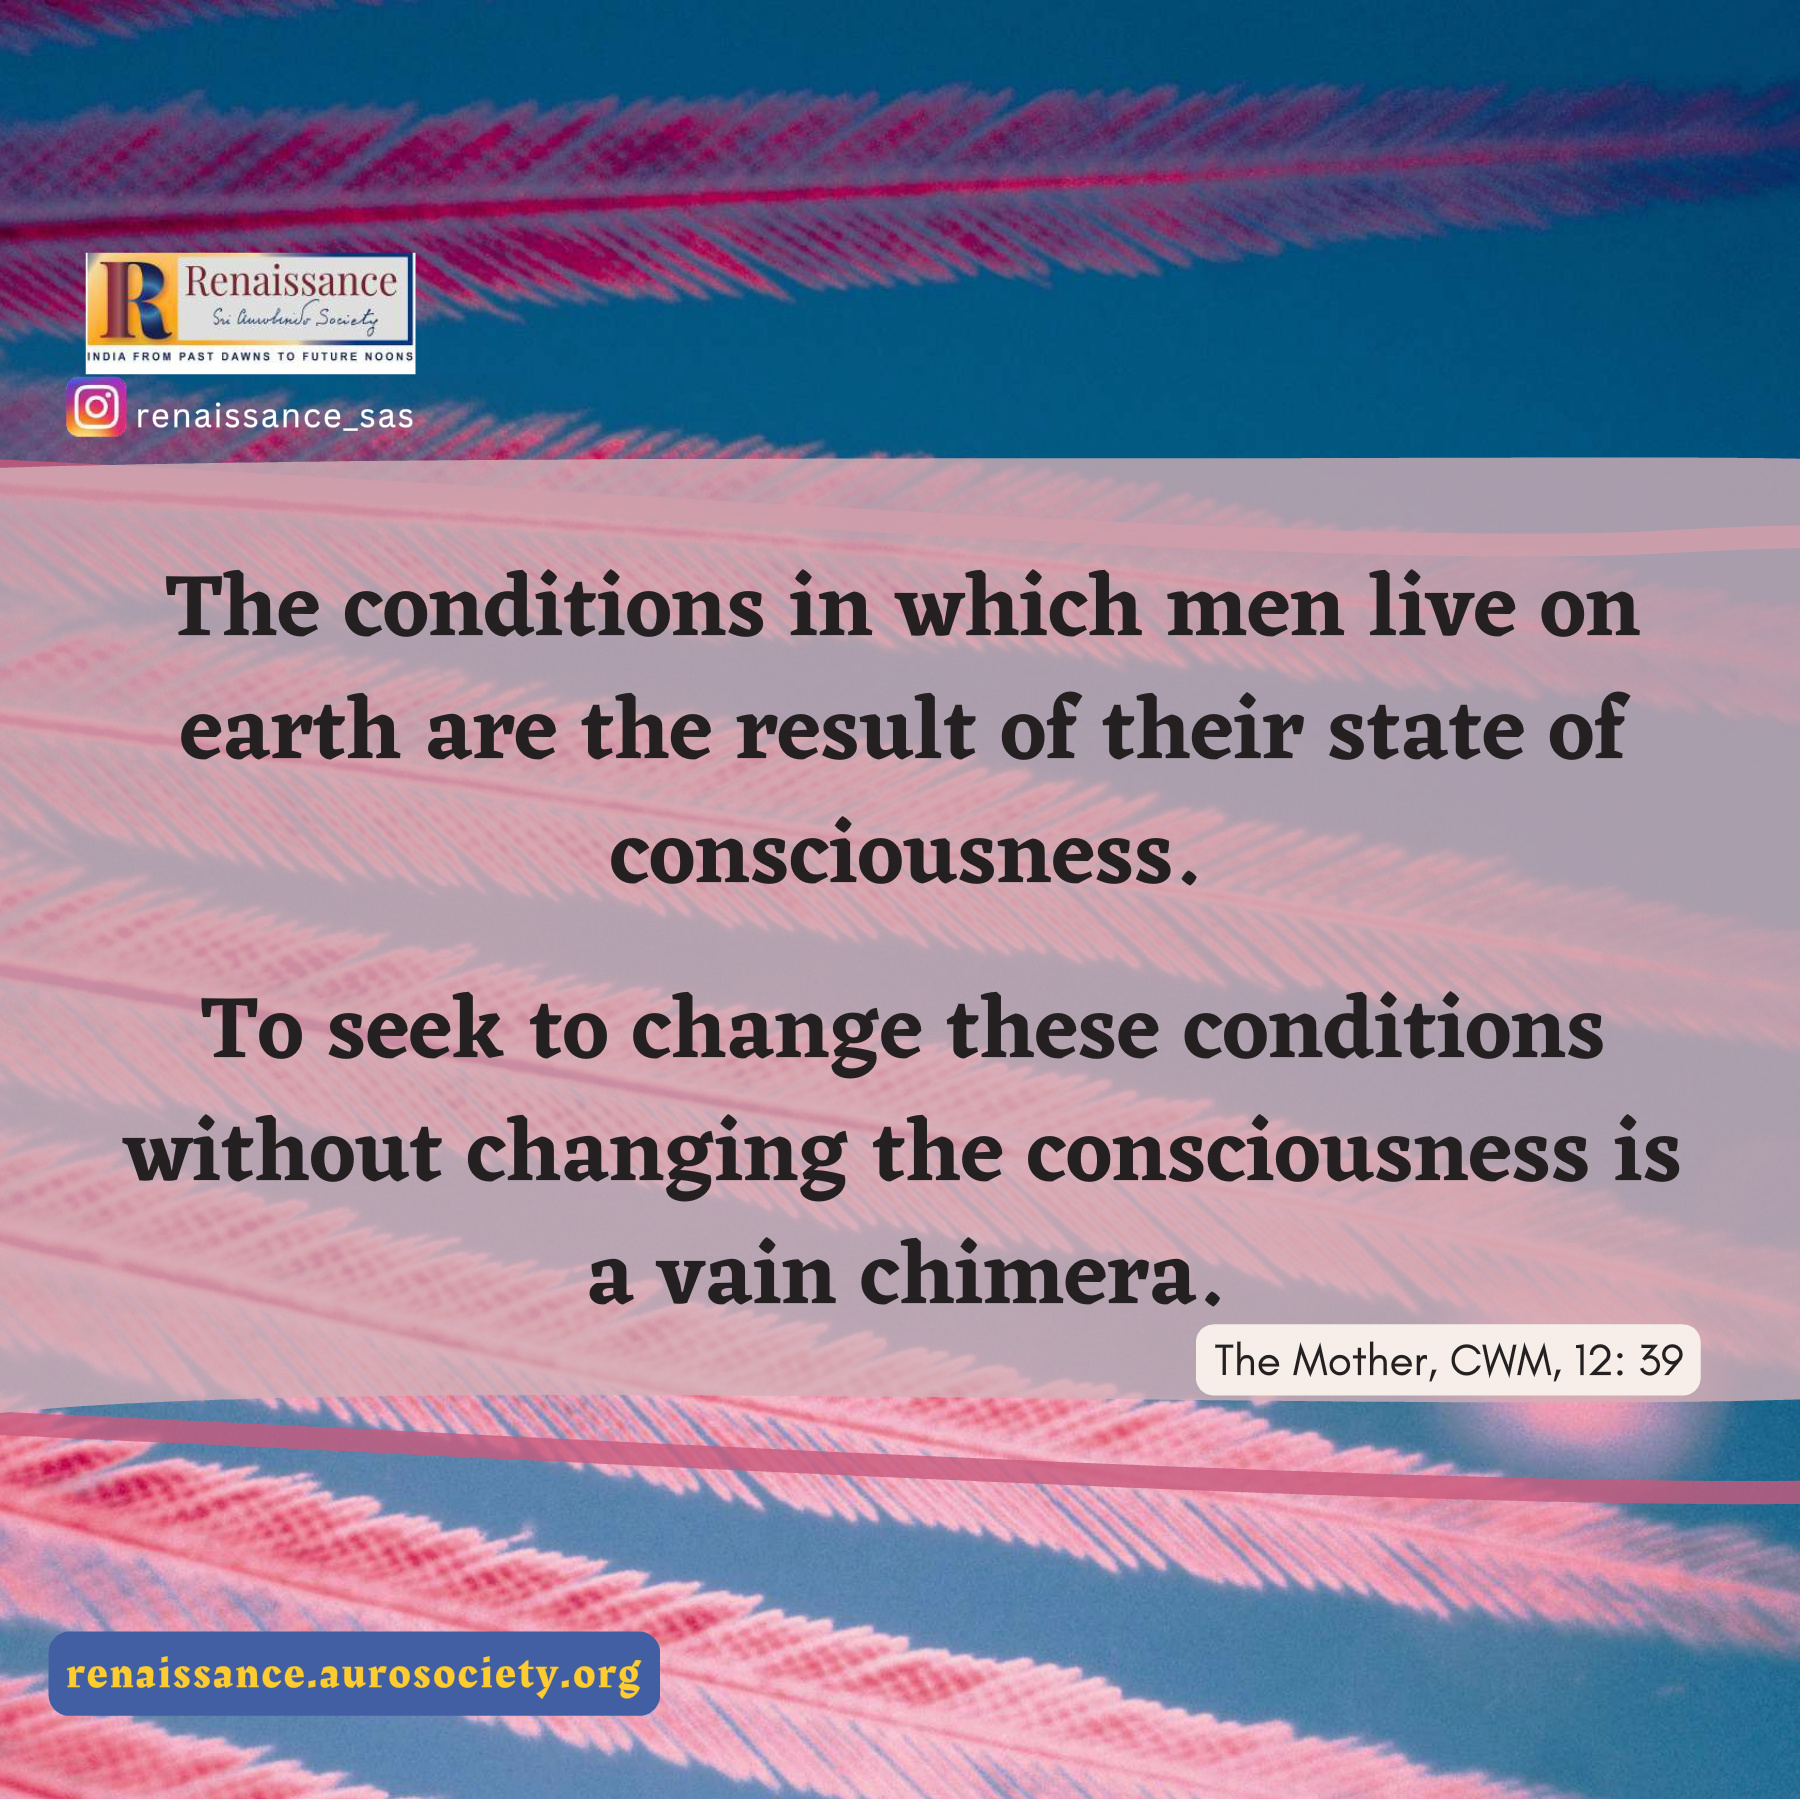 R Renaissance
Sri Aurobindo Society
INDIA FROM PAST DAWNS TO FUTURE NOONS
renaissance_sas
The conditions in which men live on
earth are the result of their state of
consciousness.
To seek to change these conditions
without changing the consciousness is
a vain chimera.
The Mother, CWM, 12: 39
renaissance.aurosociety.org